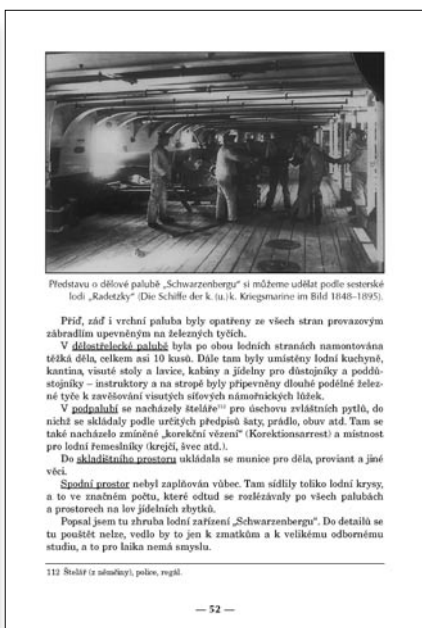 Představu o dělové palubě „Schwarzenbergu" si můžeme udělat podle sesterské
lodi „Radetzky" (Die Schiffe der k. (u.) k. Kriegsmarine im Bild 1848–1895).
Příď, záď i vrchní paluba byly opatřeny ze všech stran provazovým
zábradlím upevněným na železných tyčích.
V dělostřelecké palubě byla po obou lodních stranách namontována
těžká děla, celkem asi 10 kusů. Dále tam byly umístěny lodní kuchyně,
kantina, visuté stoly a lavice, kabiny a jídelny pro důstojníky a poddů-
stojníky – instruktory a na stropě byly připevněny dlouhé podélné želez-
né tyče k zavěšování visutých síťových námořnických lůžek.
V podpalubí se nacházely šteláře¹¹² pro úschovu zvláštních pytlů, do
nichž se skládaly podle určitých předpisů šaty, prádlo, obuv atd. Tam se
také nacházelo zmíněné „korekční vězení" (Korektionsarrest) a místnost
pro lodní řemeslníky (krejčí, švec atd.).
Do skladištního prostoru ukládala se munice pro děla, proviant a jiné
věci.
Spodní prostor nebyl zaplňován vůbec. Tam sídlily toliko lodní krysy,
a to ve značném počtu, které odtud se rozlézávaly po všech palubách
a prostorech na lov jídelních zbytků.
Popsal jsem tu zhruba lodní zařízení „Schwarzenbergu". Do detailů se
tu pouštět nelze, vedlo by to jen k zmatkům a k velikému odbornému
studiu, a to pro laika nemá smyslu.
112 Štelář (z němčiny), police, regál.
— 52 —